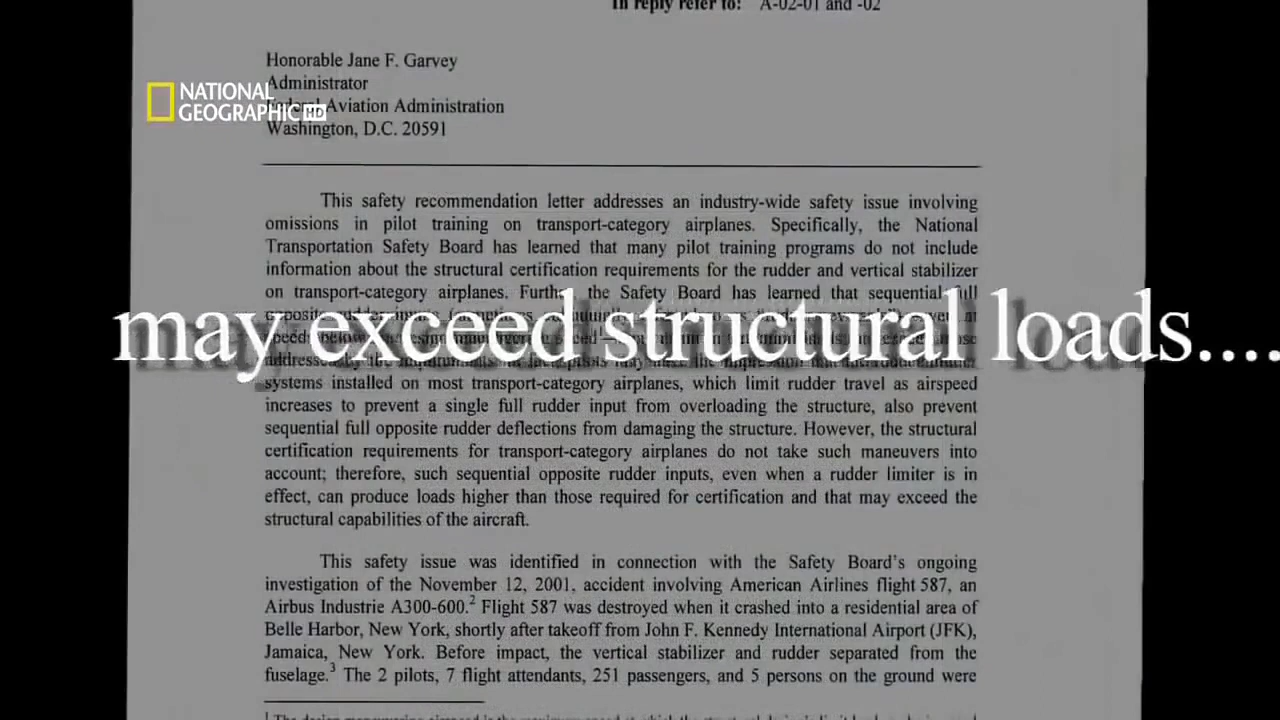 In reply refer to: A-02-01 and -02
Honorable Jane F. Garvey
Administrator
Federal Aviation Administration
Washington, D.C. 20591
NATIONAL
GEOGRAPHIC HD
This safety recommendation letter addresses an industry-wide safety issue involving
omissions in pilot training on transport-category airplanes. Specifically, the National
Transportation Safety Board has learned that many pilot training programs do not include
information about the structural certification requirements for the rudder and vertical stabilizer
on transport-category airplanes. the Safety Board has learned that sequential full
may exceed structural loads....
systems installed on most transport-category airplanes, which limit rudder travel as airspeed
increases to prevent a single full rudder input from overloading the structure, also prevent
sequential full opposite rudder deflections from damaging the structure. However, the structural
certification requirements for transport-category airplanes do not take such maneuvers into
account; therefore, such sequential opposite rudder inputs, even when a rudder limiter is in
effect, can produce loads higher than those required for certification and that may exceed the
structural capabilities of the aircraft.
This safety issue was identified in connection with the Safety Board's ongoing
investigation of the November 12, 2001, accident involving American Airlines flight 587, an
Airbus Industrie A300-600.2 Flight 587 was destroyed when it crashed into a residential area of
Belle Harbor, New York, shortly after takeoff from John F. Kennedy International Airport (JFK),
Jamaica, New York. Before impact, the vertical stabilizer and rudder separated from the
fuselage.3 The 2 pilots, 7 flight attendants, 251 passengers, and 5 persons on the ground were